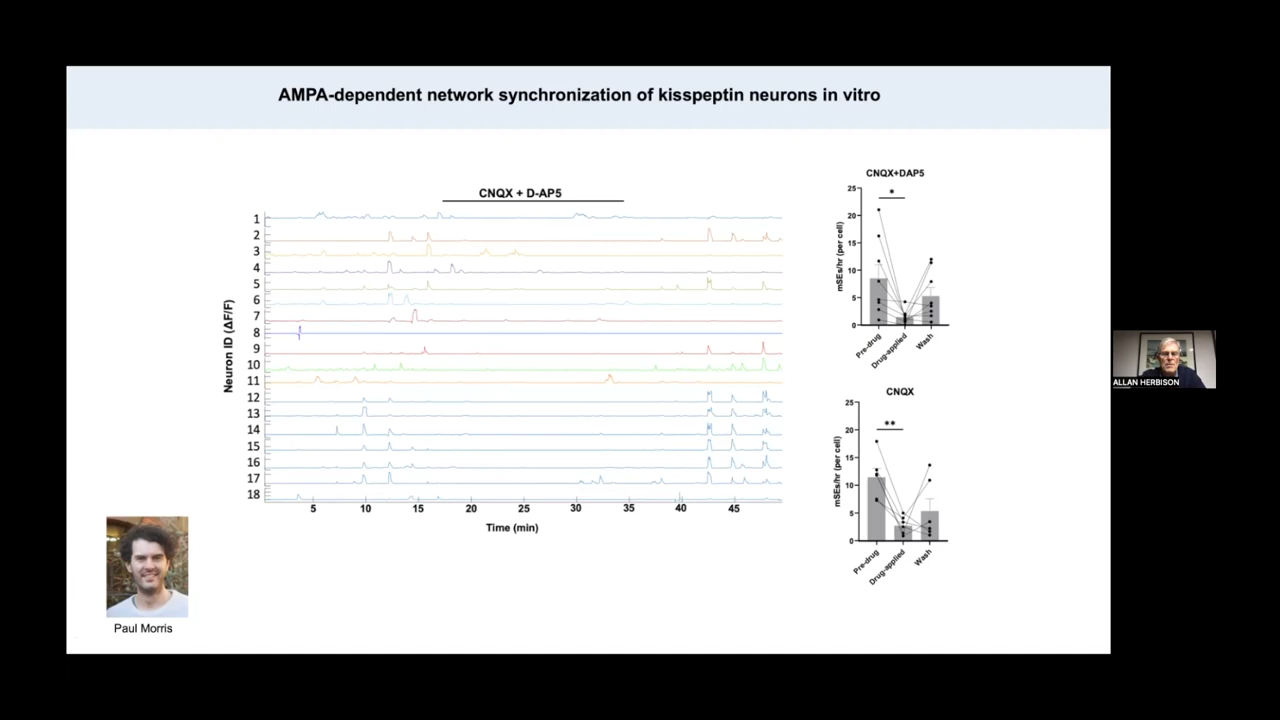 AMPA-dependent network synchronization of kisspeptin neurons in vitro
CNQX + D-AP5
Neuron ID (ΔF/F)
1
2
3
4
5
6
7
8
9
10
11
12
13
14
15
16
17
18
5 10 15 20 25 30 35 40 45
Time (min)
CNQX+DAP5
mSEs/hr (per cell)
25
20
15
10
5
0
*
Pre-drug
Drug-applied
Wash
CNQX
mSEs/hr (per cell)
25
20
15
10
5
0
**
Pre-drug
Drug-applied
Wash
Paul Morris
ALLAN HERBISON